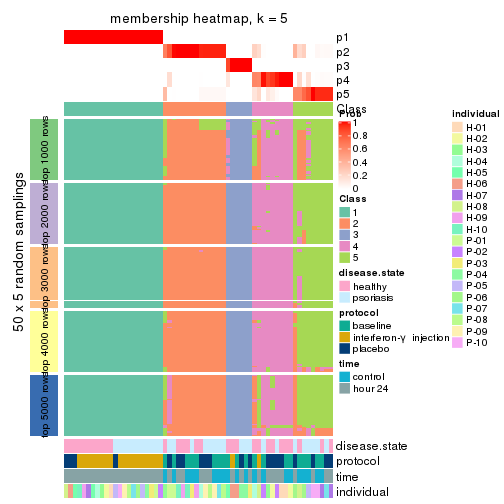 membership heatmap, k = 5
p1
p2
p3
p4
p5
Class
50 x 5 random samplings
top 1000 rows
top 2000 rows
top 3000 rows
top 4000 rows
top 5000 rows
disease.state
protocol
time
individual
Prob
1
0.8
0.6
0.4
0.2
0
Class
1
2
3
4
5
disease.state
healthy
psoriasis
protocol
baseline
interferon-γ injection
placebo
time
control
hour 24
individual
H-01
H-02
H-03
H-04
H-05
H-06
H-07
H-08
H-09
H-10
P-01
P-02
P-03
P-04
P-05
P-06
P-07
P-08
P-09
P-10